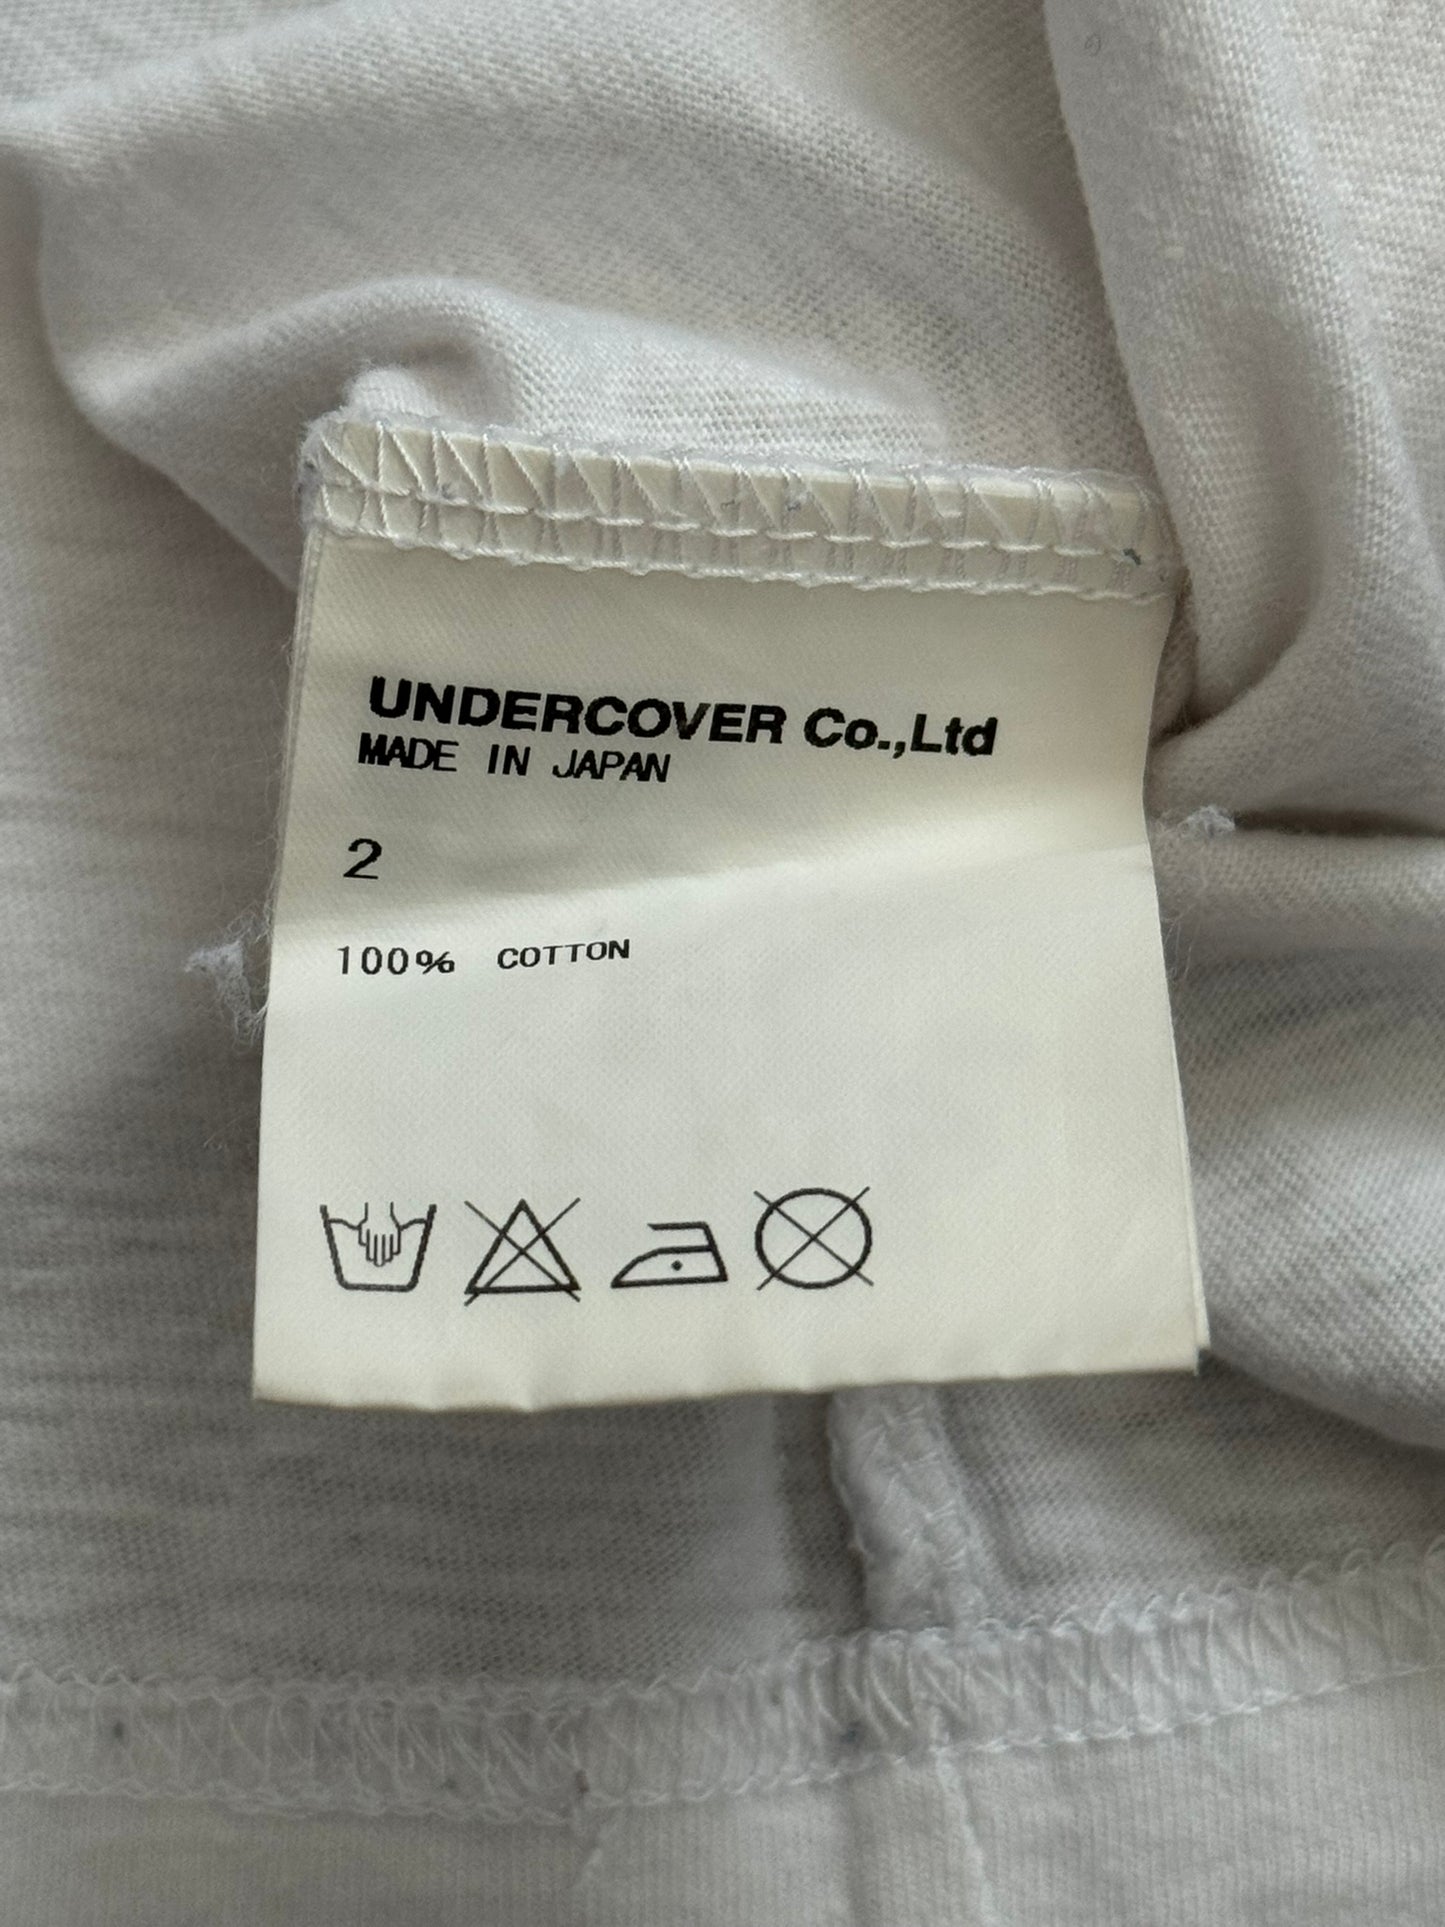 UNDERCOVER Co.,Ltd
MADE IN JAPAN
2
100% COTTON